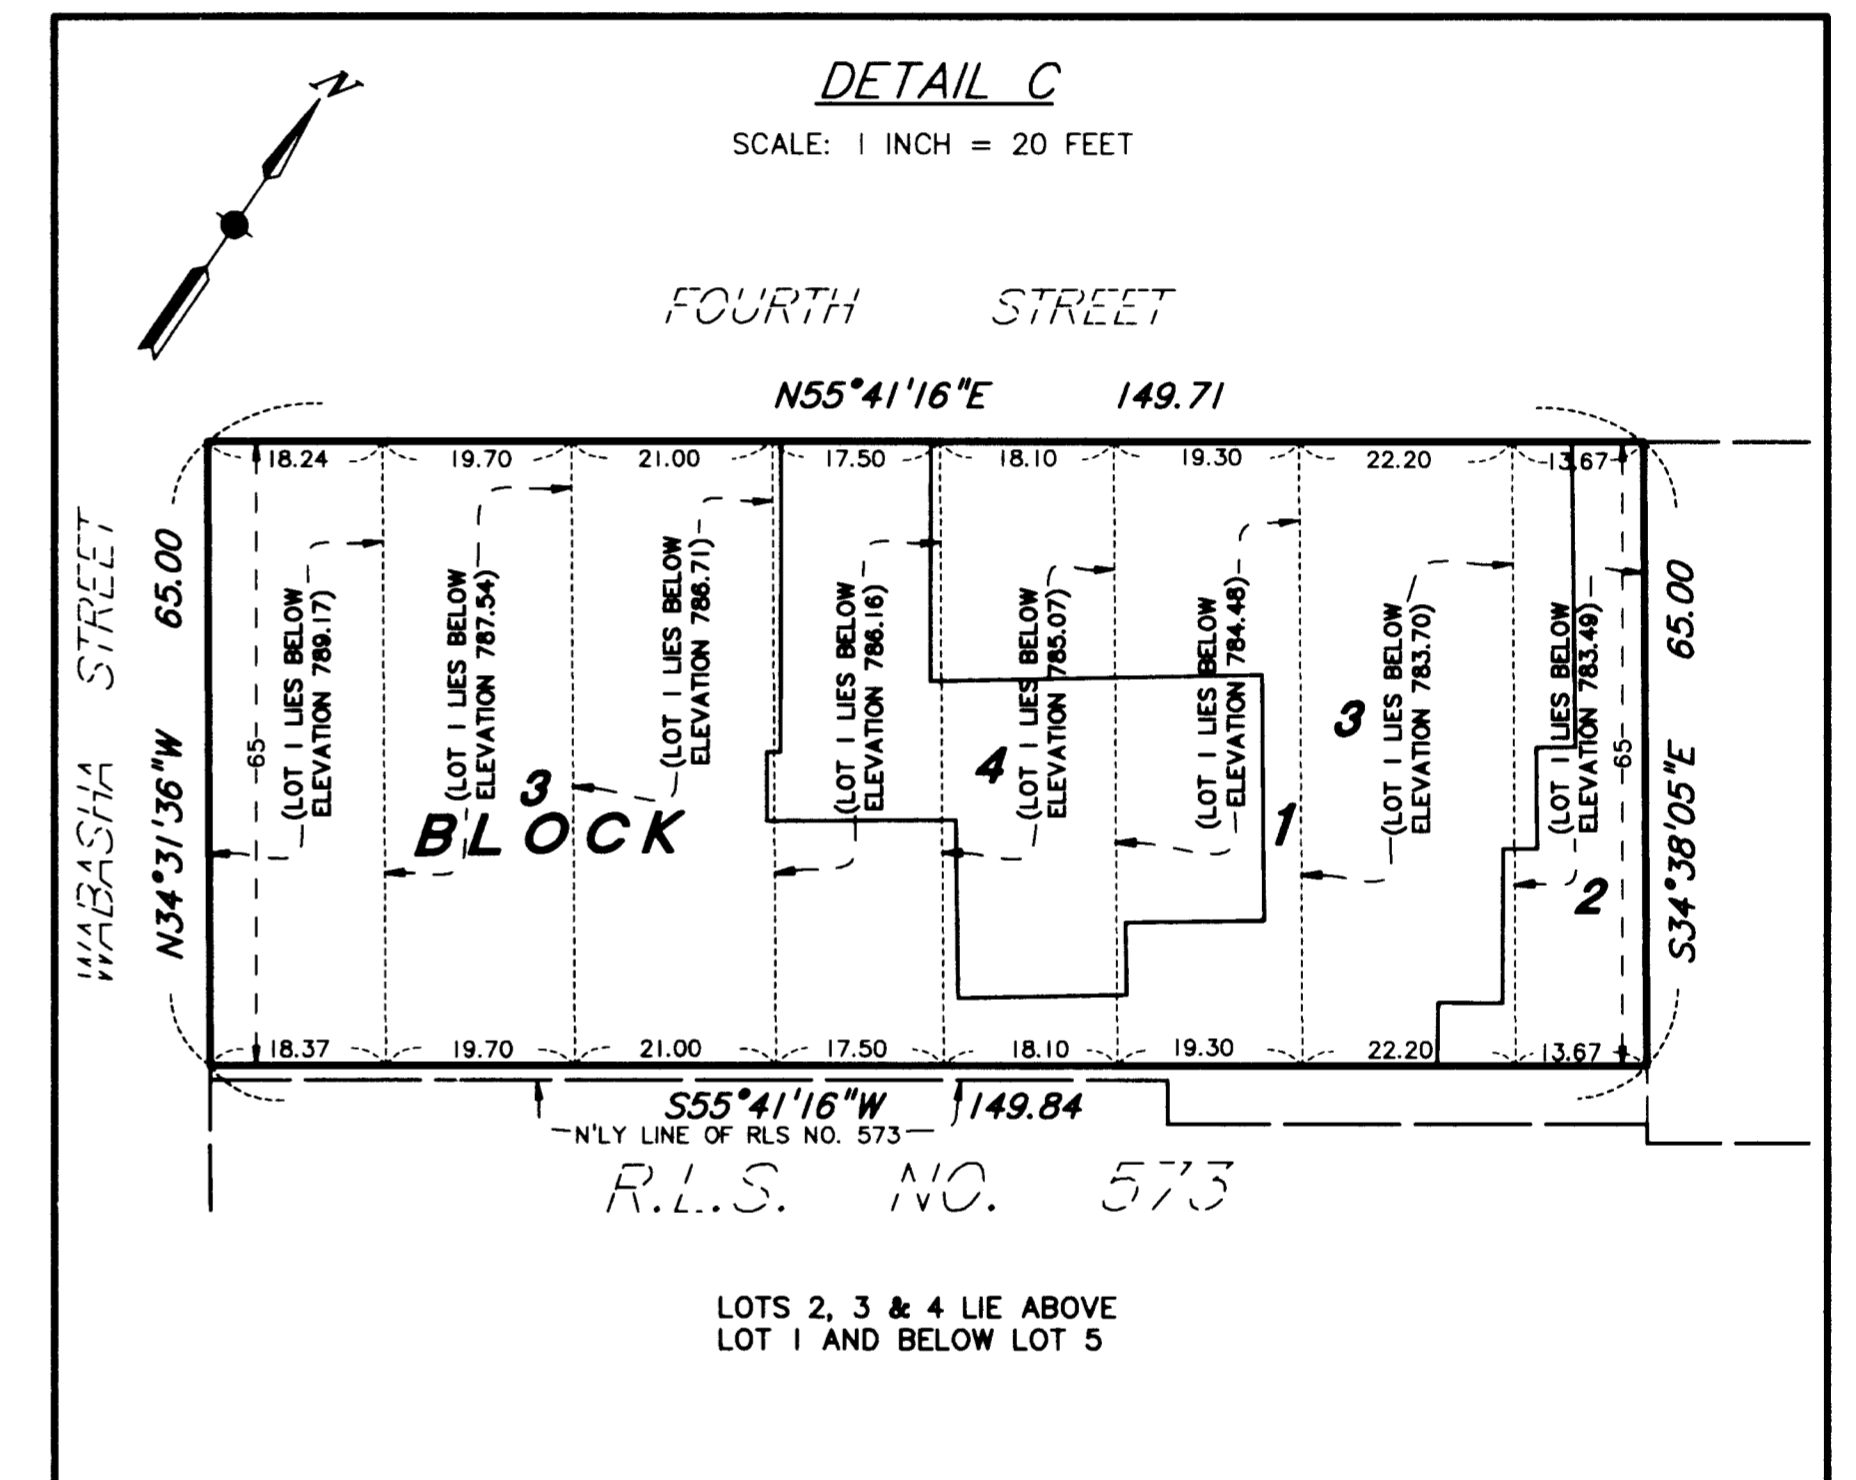 DETAIL C
SCALE: 1 INCH = 20 FEET
N
FOURTH STREET
N55°41'16"E 149.71
18.24 19.70 21.00 17.50 18.10 19.30 22.20 13.67
WABASHA STREET
N34°31'36"W 65.00
65
(LOT 1 LIES BELOW
ELEVATION 789.17)
(LOT 1 LIES BELOW
ELEVATION 787.54)
(LOT 1 LIES BELOW
ELEVATION 786.71)
(LOT 1 LIES BELOW
ELEVATION 786.16)
(LOT 1 LIES BELOW
ELEVATION 785.07)
(LOT 1 LIES BELOW
ELEVATION 784.48)
(LOT 1 LIES BELOW
ELEVATION 783.70)
(LOT 1 LIES BELOW
ELEVATION 783.49)
65
S34°38'05"E 65.00
3
4
3
BLOCK 1
2
18.37 19.70 21.00 17.50 18.10 19.30 22.20 13.67
S55°41'16"W 149.84
N'LY LINE OF RLS NO. 573
R.L.S. NO. 573
LOTS 2, 3 & 4 LIE ABOVE
LOT 1 AND BELOW LOT 5